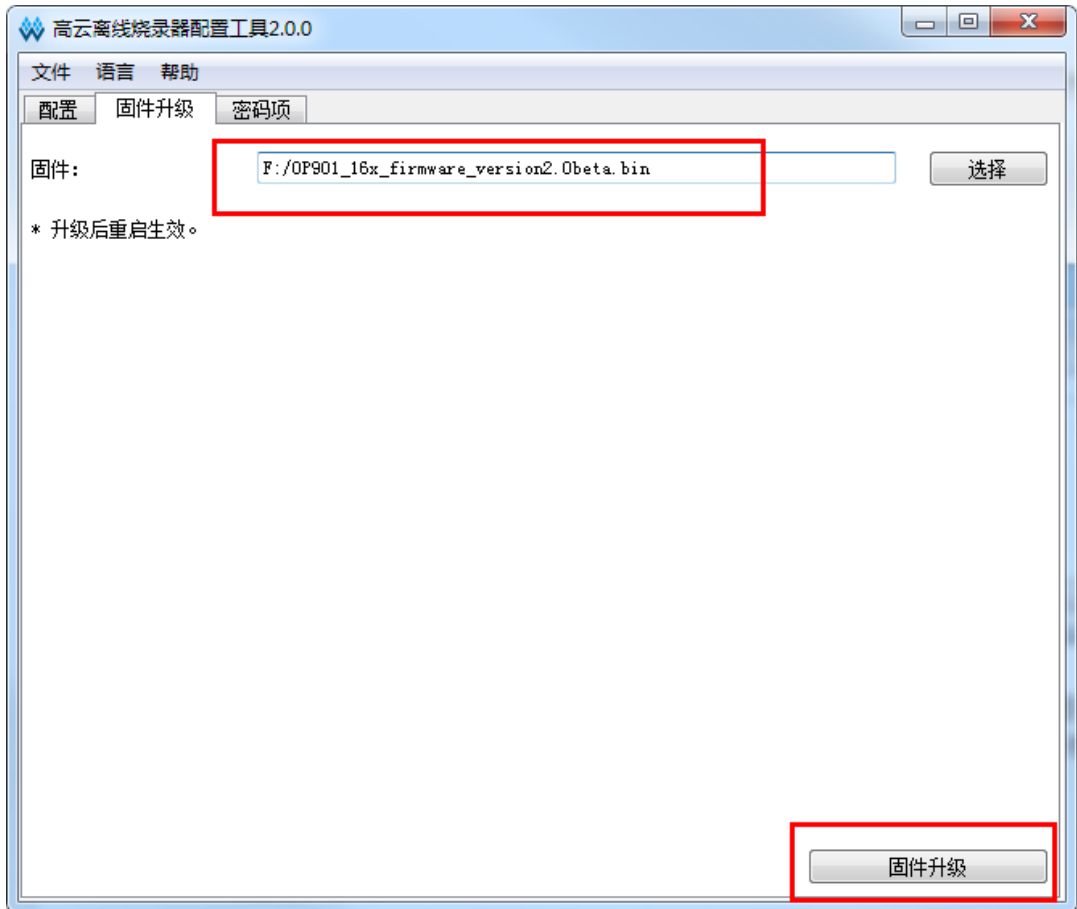 高云离线烧录器配置工具2.0.0
文件 语言 帮助
配置 固件升级 密码项
固件: F:/OP901_16x_firmware_version2.0beta.bin 选择
* 升级后重启生效。
固件升级